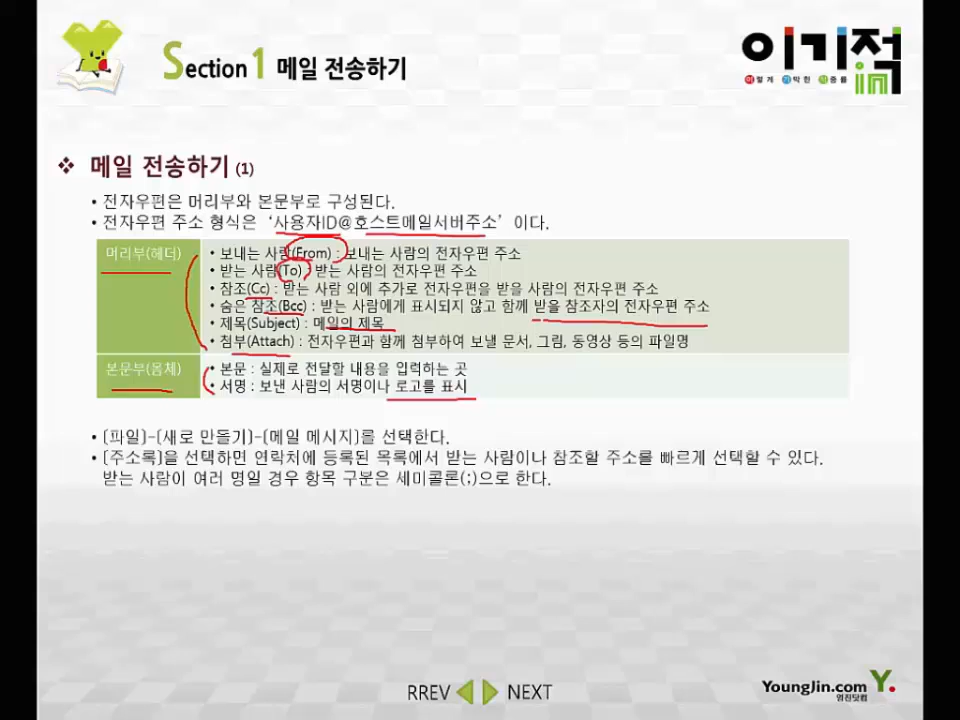 Section 1 메일 전송하기
이기적 in
이렇게 기막힌 적중률
❖ 메일 전송하기 (1)
• 전자우편은 머리부와 본문부로 구성된다.
• 전자우편 주소 형식은 ‘사용자ID@호스트메일서버주소’ 이다.
머리부(헤더)
• 보내는 사람(From) : 보내는 사람의 전자우편 주소
• 받는 사람(To) : 받는 사람의 전자우편 주소
• 참조(Cc) : 받는 사람 외에 추가로 전자우편을 받을 사람의 전자우편 주소
• 숨은 참조(Bcc) : 받는 사람에게 표시되지 않고 함께 받을 참조자의 전자우편 주소
• 제목(Subject) : 메일의 제목
• 첨부(Attach) : 전자우편과 함께 첨부하여 보낼 문서, 그림, 동영상 등의 파일명
본문부(몸체)
• 본문 : 실제로 전달할 내용을 입력하는 곳
• 서명 : 보낸 사람의 서명이나 로고를 표시
• [파일]-[새로 만들기]-[메일 메시지]를 선택한다.
• [주소록]을 선택하면 연락처에 등록된 목록에서 받는 사람이나 참조할 주소를 빠르게 선택할 수 있다.
받는 사람이 여러 명일 경우 항목 구분은 세미콜론(;)으로 한다.
RREV NEXT
YoungJin.com Y.
영진닷컴